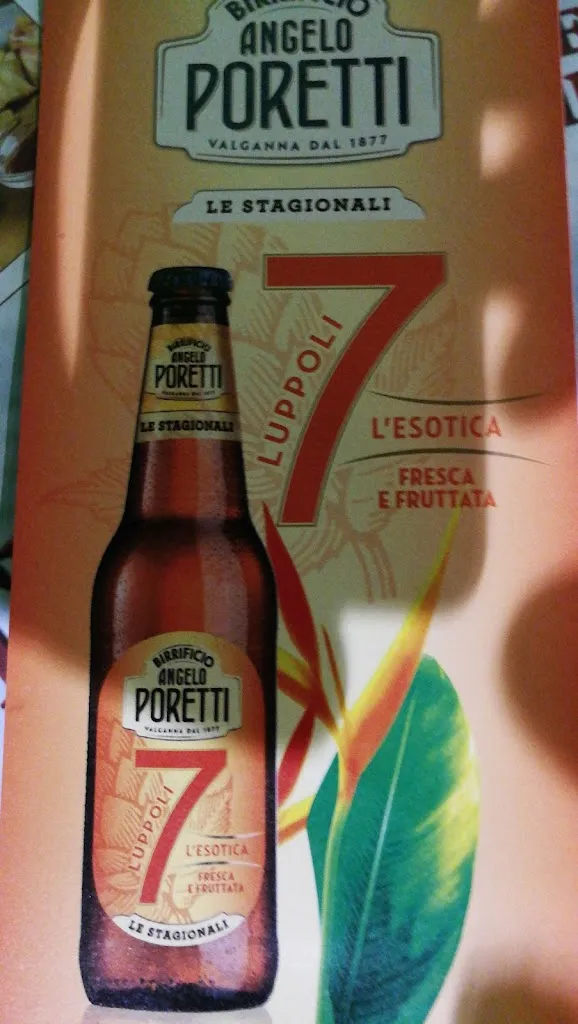 BIRRIFICIO
ANGELO
PORETTI
VALGANNA DAL 1877
LE STAGIONALI
7
LUPPOLI
L'ESOTICA
FRESCA
E FRUTTATA
BIRRIFICIO
ANGELO
PORETTI
LE STAGIONALI
BIRRIFICIO
ANGELO
PORETTI
VALGANNA DAL 1877
7
LUPPOLI
L'ESOTICA
FRESCA
E FRUTTATA
LE STAGIONALI